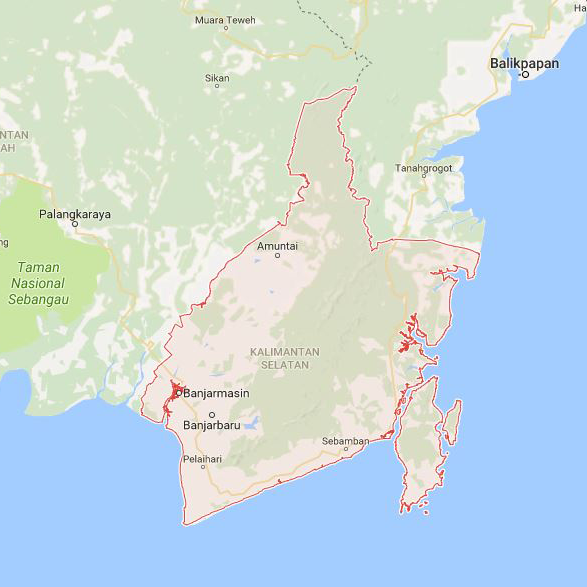 Ha
Muara Teweh
Balikpapan
Sikan
NTAN
AH
Tanahgrogot
Palangkaraya
ng
Amuntai
Taman
Nasional
Sebangau
KALIMANTAN
SELATAN
Banjarmasin
Banjarbaru
Sebamban
Pelaihari